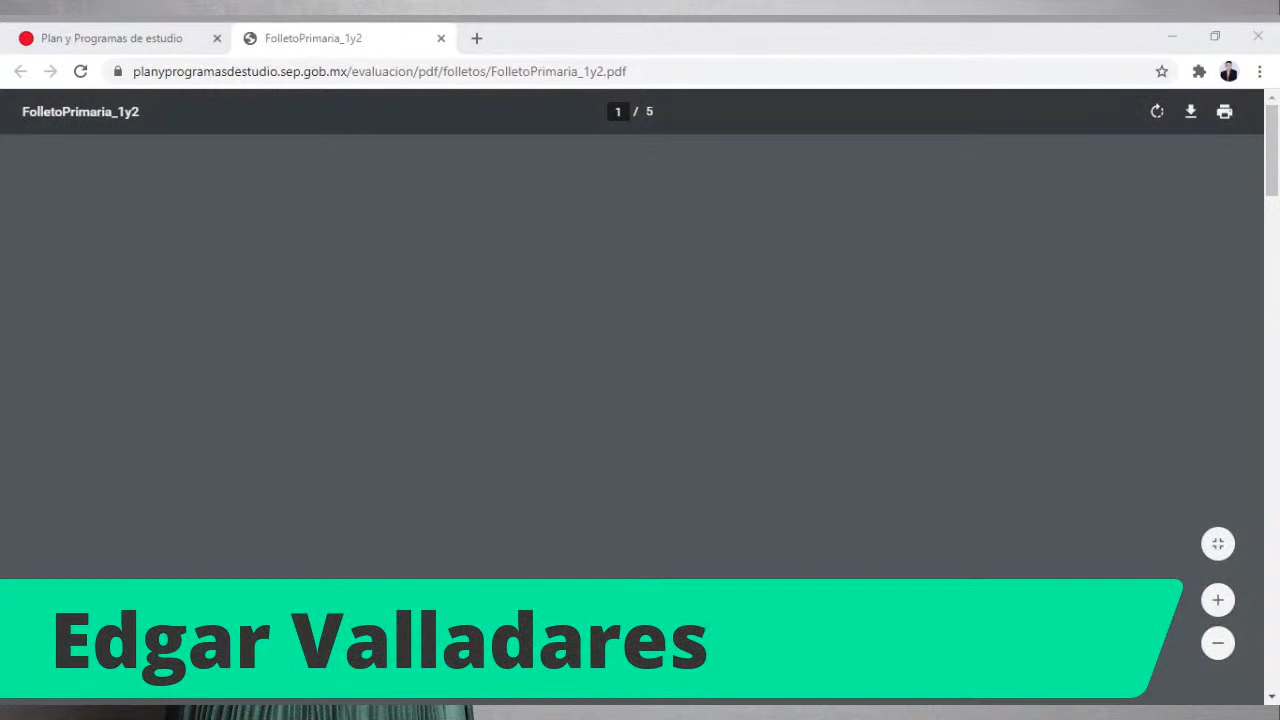 Plan y Programas de estudio
FolletoPrimaria_1y2
planyprogramasdestudio.sep.gob.mx/evaluacion/pdf/folletos/FolletoPrimaria_1y2.pdf
FolletoPrimaria_1y2
1 / 5
Edgar Valladares